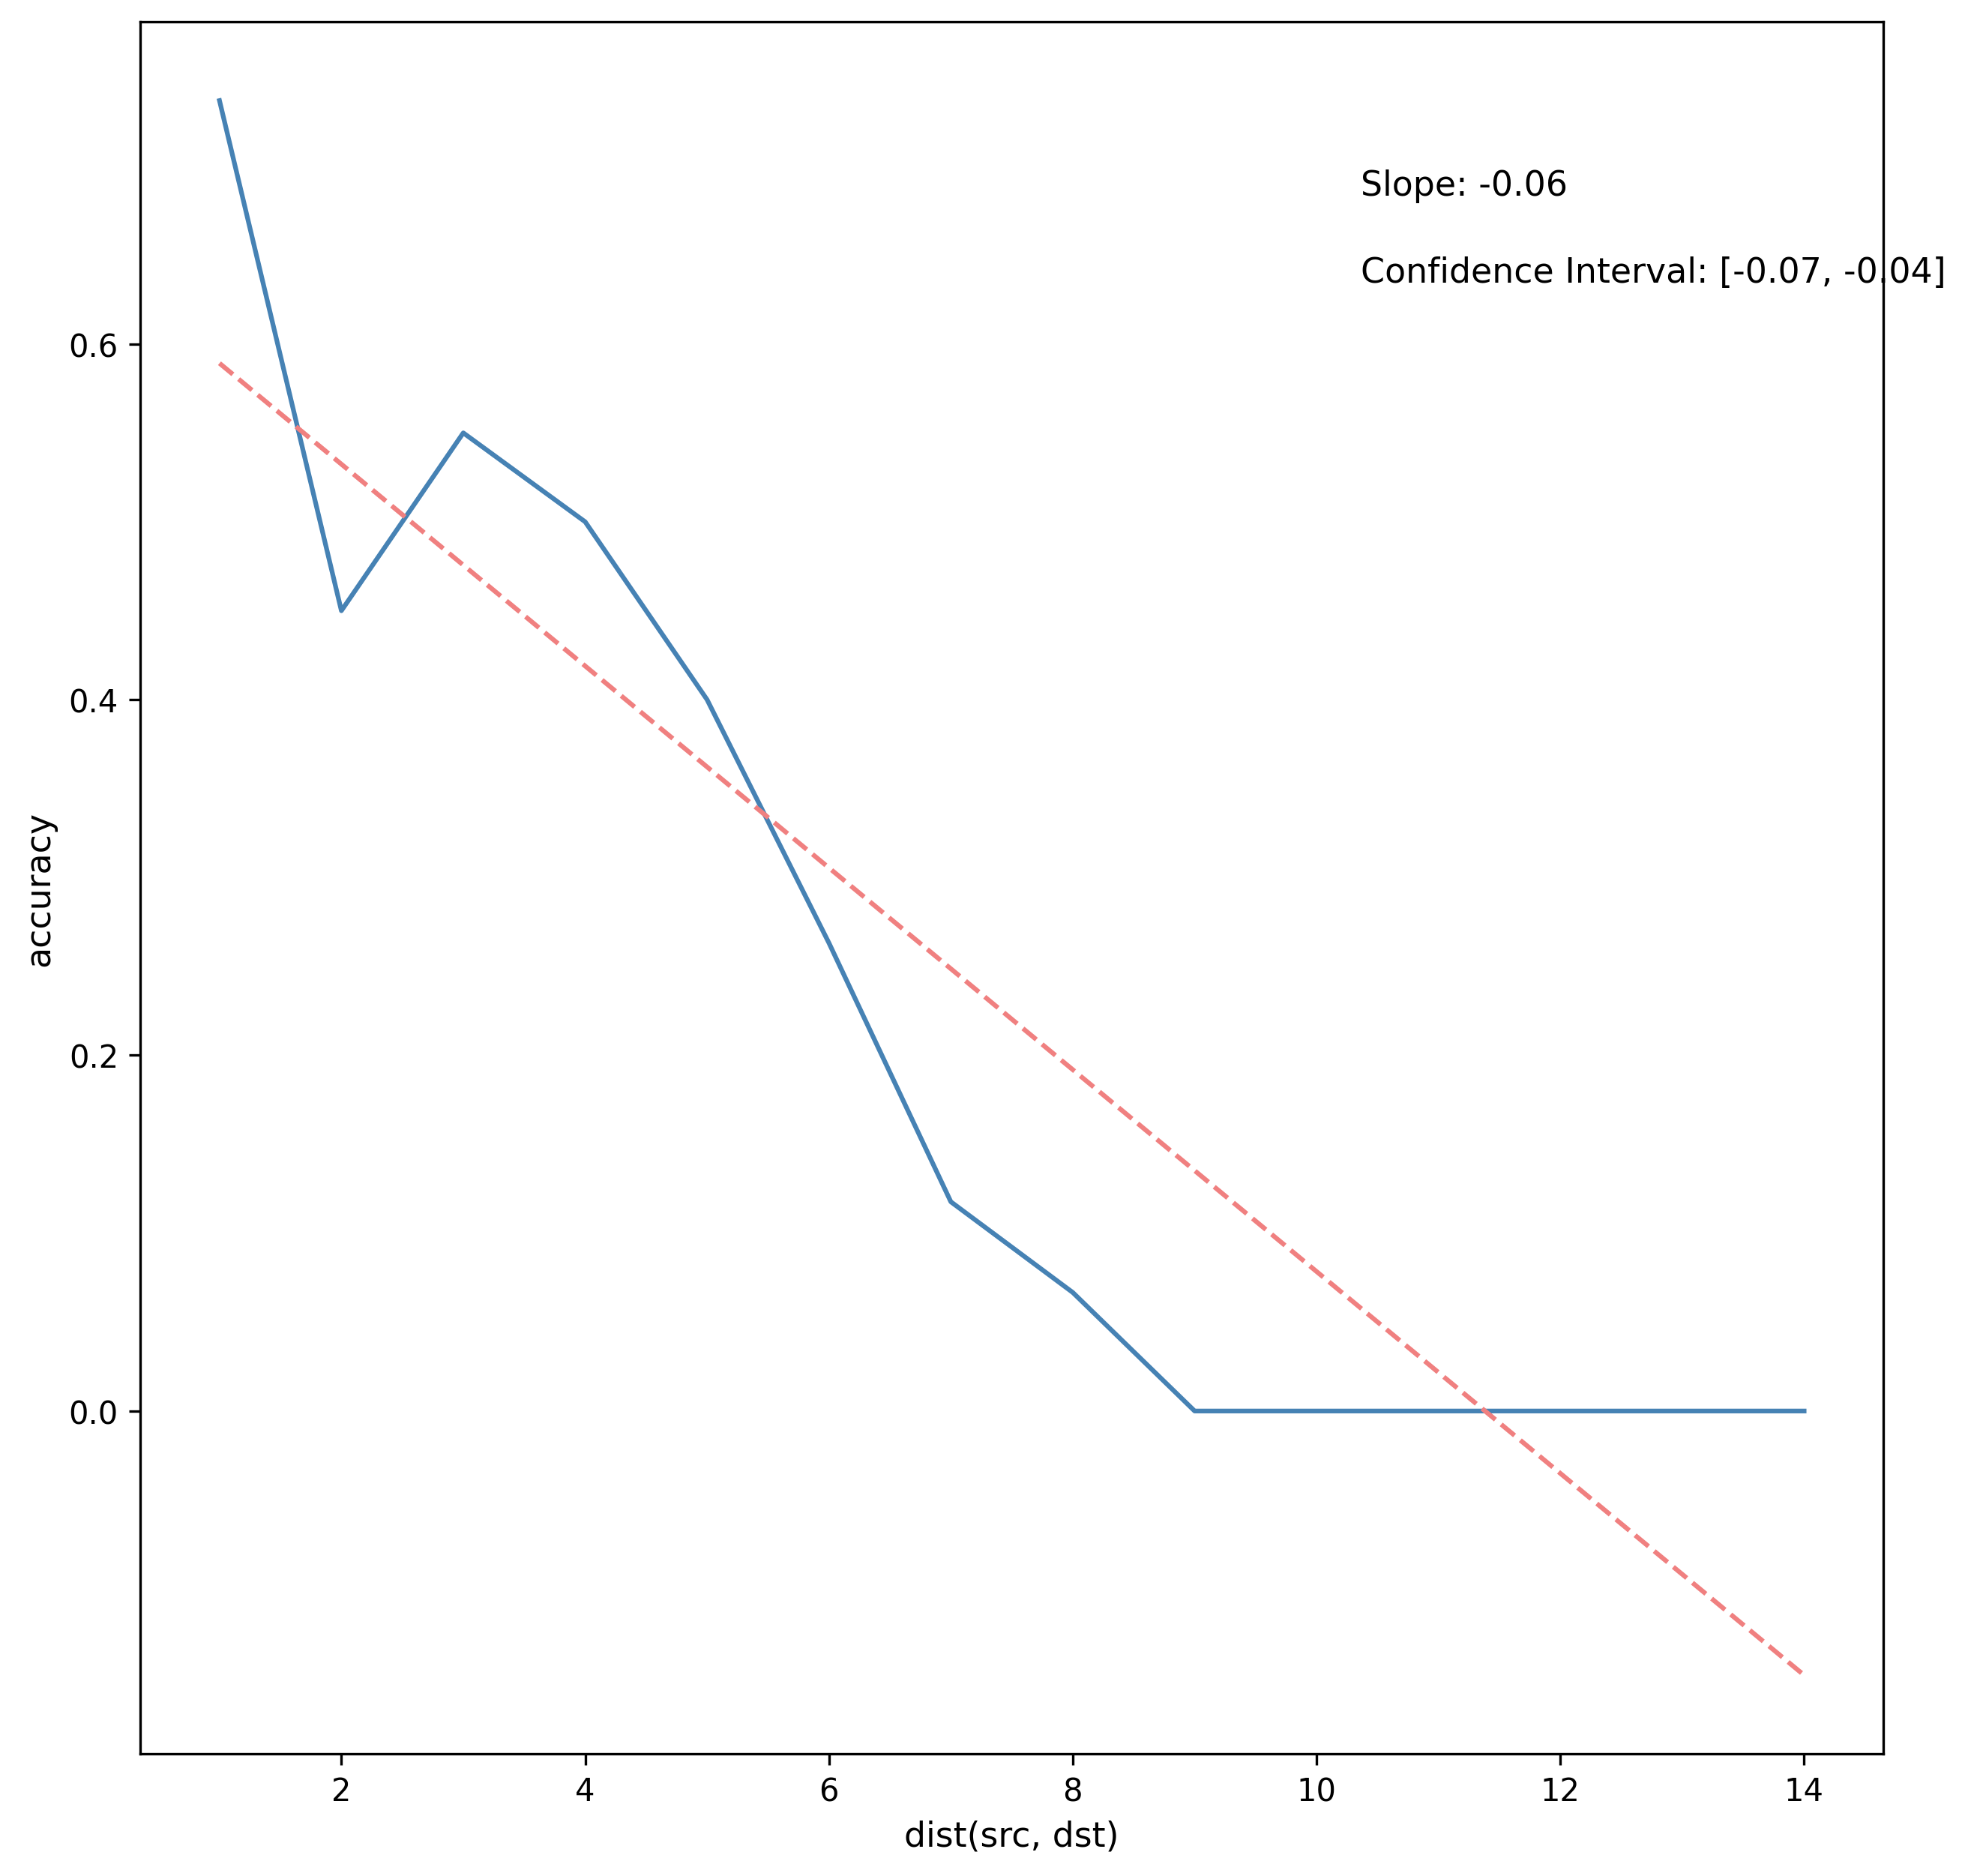 Slope: -0.06
Confidence Interval: [-0.07, -0.04]
0.6
0.4
0.2
0.0
accuracy
2 4 6 8 10 12 14
dist(src, dst)